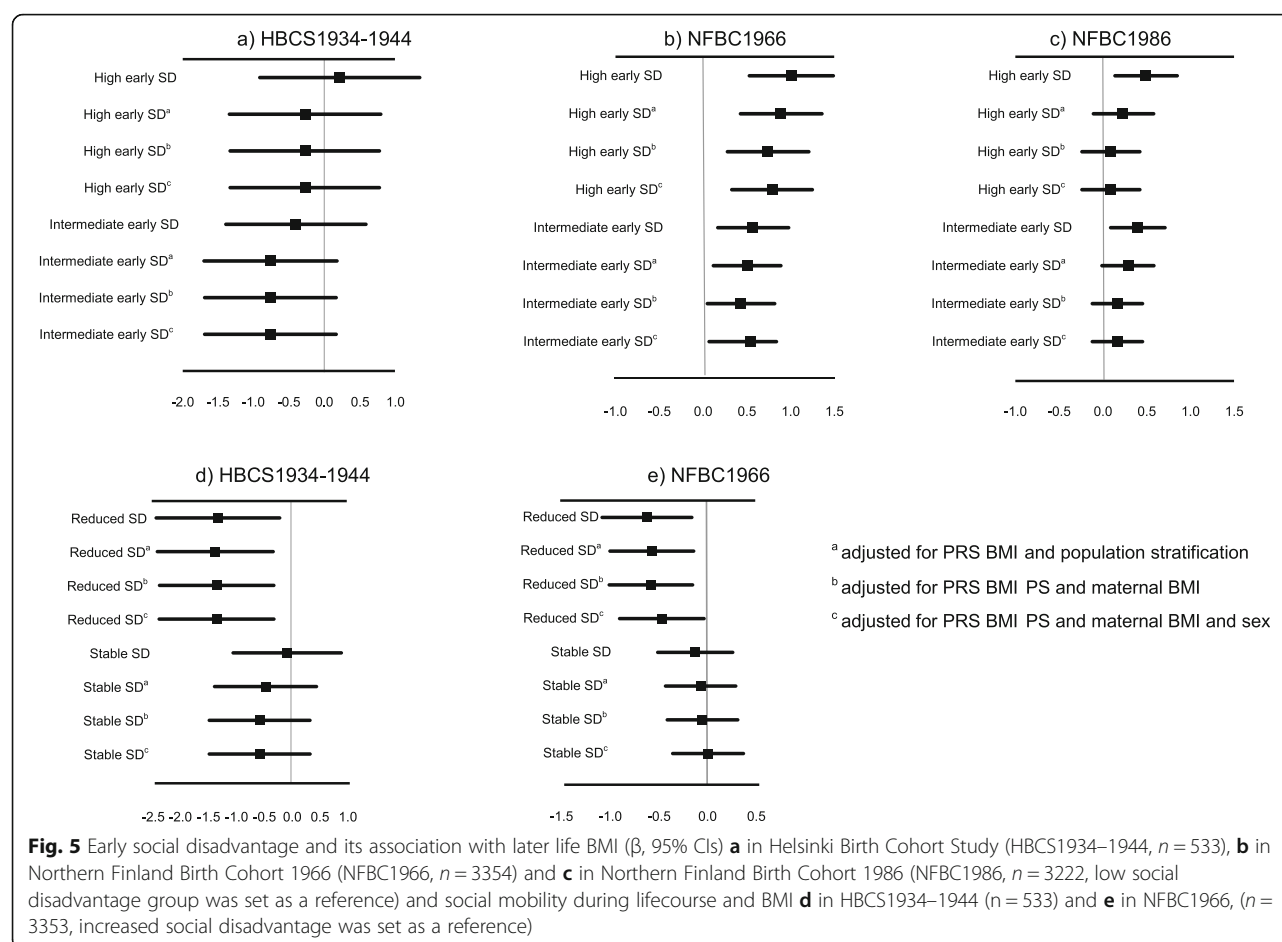 a) HBCS1934-1944
High early SD
High early SDᵃ
High early SDᵇ
High early SDᶜ
Intermediate early SD
Intermediate early SDᵃ
Intermediate early SDᵇ
Intermediate early SDᶜ
-2.0 -1.5 -1.0 -0.5 0.0 0.5 1.0
b) NFBC1966
High early SD
High early SDᵃ
High early SDᵇ
High early SDᶜ
Intermediate early SD
Intermediate early SDᵃ
Intermediate early SDᵇ
Intermediate early SDᶜ
-1.0 -0.5 0.0 0.5 1.0 1.5
c) NFBC1986
High early SD
High early SDᵃ
High early SDᵇ
High early SDᶜ
Intermediate early SD
Intermediate early SDᵃ
Intermediate early SDᵇ
Intermediate early SDᶜ
-1.0 -0.5 0.0 0.5 1.0 1.5
d) HBCS1934-1944
Reduced SD
Reduced SDᵃ
Reduced SDᵇ
Reduced SDᶜ
Stable SD
Stable SDᵃ
Stable SDᵇ
Stable SDᶜ
-2.5 -2.0 -1.5 -1.0 -0.5 0.0 0.5 1.0
e) NFBC1966
Reduced SD
Reduced SDᵃ
Reduced SDᵇ
Reduced SDᶜ
Stable SD
Stable SDᵃ
Stable SDᵇ
Stable SDᶜ
-1.5 -1.0 -0.5 0.0 0.5
ᵃ adjusted for PRS BMI and population stratification
ᵇ adjusted for PRS BMI PS and maternal BMI
ᶜ adjusted for PRS BMI PS and maternal BMI and sex
Fig. 5 Early social disadvantage and its association with later life BMI (β, 95% CIs) a in Helsinki Birth Cohort Study (HBCS1934–1944, n = 533), b in
Northern Finland Birth Cohort 1966 (NFBC1966, n = 3354) and c in Northern Finland Birth Cohort 1986 (NFBC1986, n = 3222, low social
disadvantage group was set as a reference) and social mobility during lifecourse and BMI d in HBCS1934–1944 (n = 533) and e in NFBC1966, (n =
3353, increased social disadvantage was set as a reference)